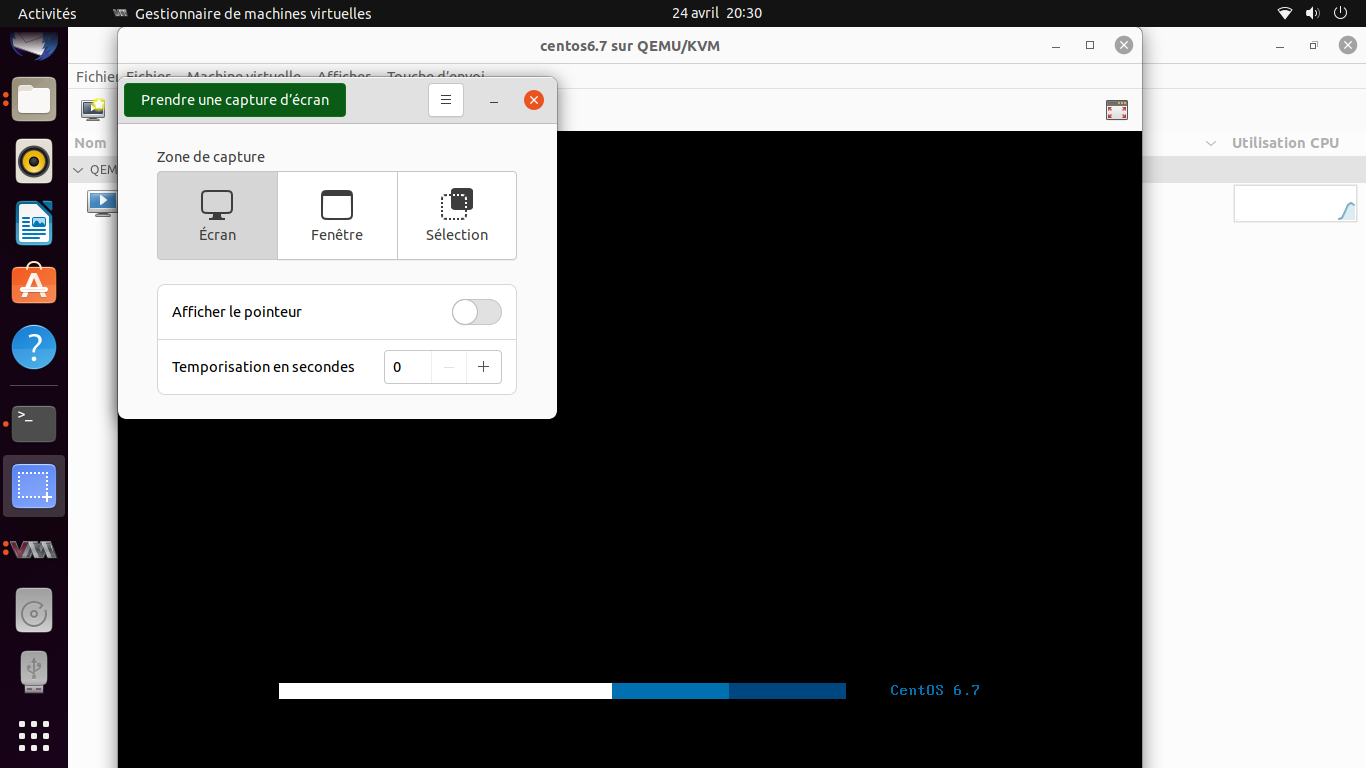 Activités
Gestionnaire de machines virtuelles
24 avril 20:30
centos6.7 sur QEMU/KVM
Fichier
Fichier Machine virtuelle Afficher Touche d'envoi
Prendre une capture d’écran
Nom
Utilisation CPU
QEM
Zone de capture
Écran
Fenêtre
Sélection
Afficher le pointeur
Temporisation en secondes
0
CentOS 6.7